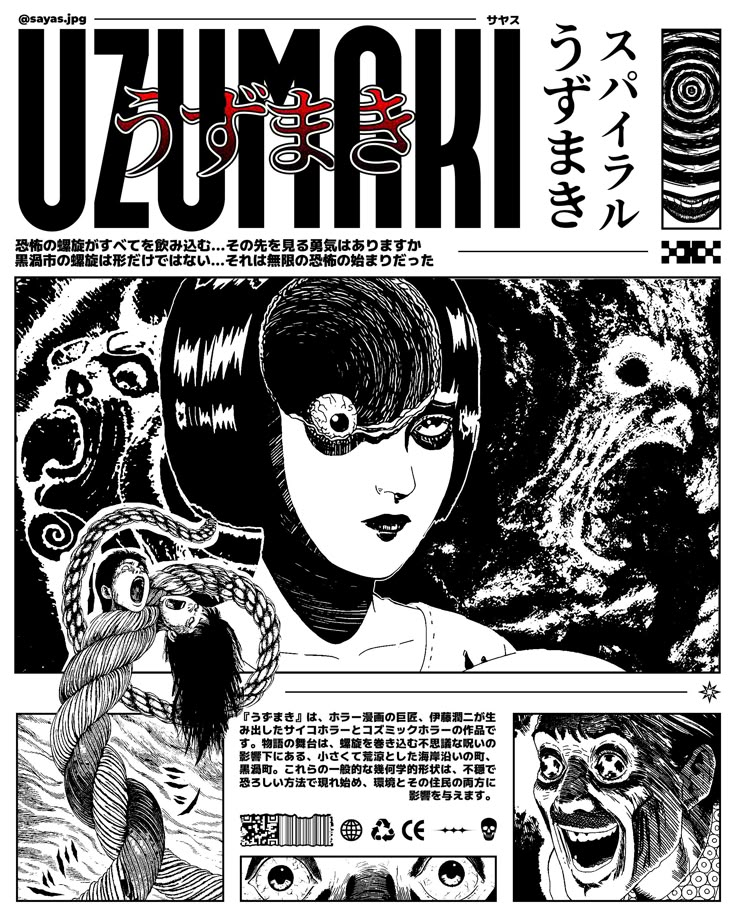 @sayas.jpg
サヤス
UZUMAKI
うずまき
スパイラル
うずまき
恐怖の螺旋がすべてを飲み込む...その先を見る勇気はありますか
黒渦市の螺旋は形だけではない...それは無限の恐怖の始まりだった
『うずまき』は、ホラー漫画の巨匠、伊藤潤二が生
み出したサイコホラーとコズミックホラーの作品で
す。物語の舞台は、螺旋を巻き込む不思議な呪いの
影響下にある、小さくて荒涼とした海岸沿いの町、
黒渦町。これらの一般的な幾何学的形状は、不穏で
恐ろしい方法で現れ始め、環境とその住民の両方に
影響を与えます。
CE